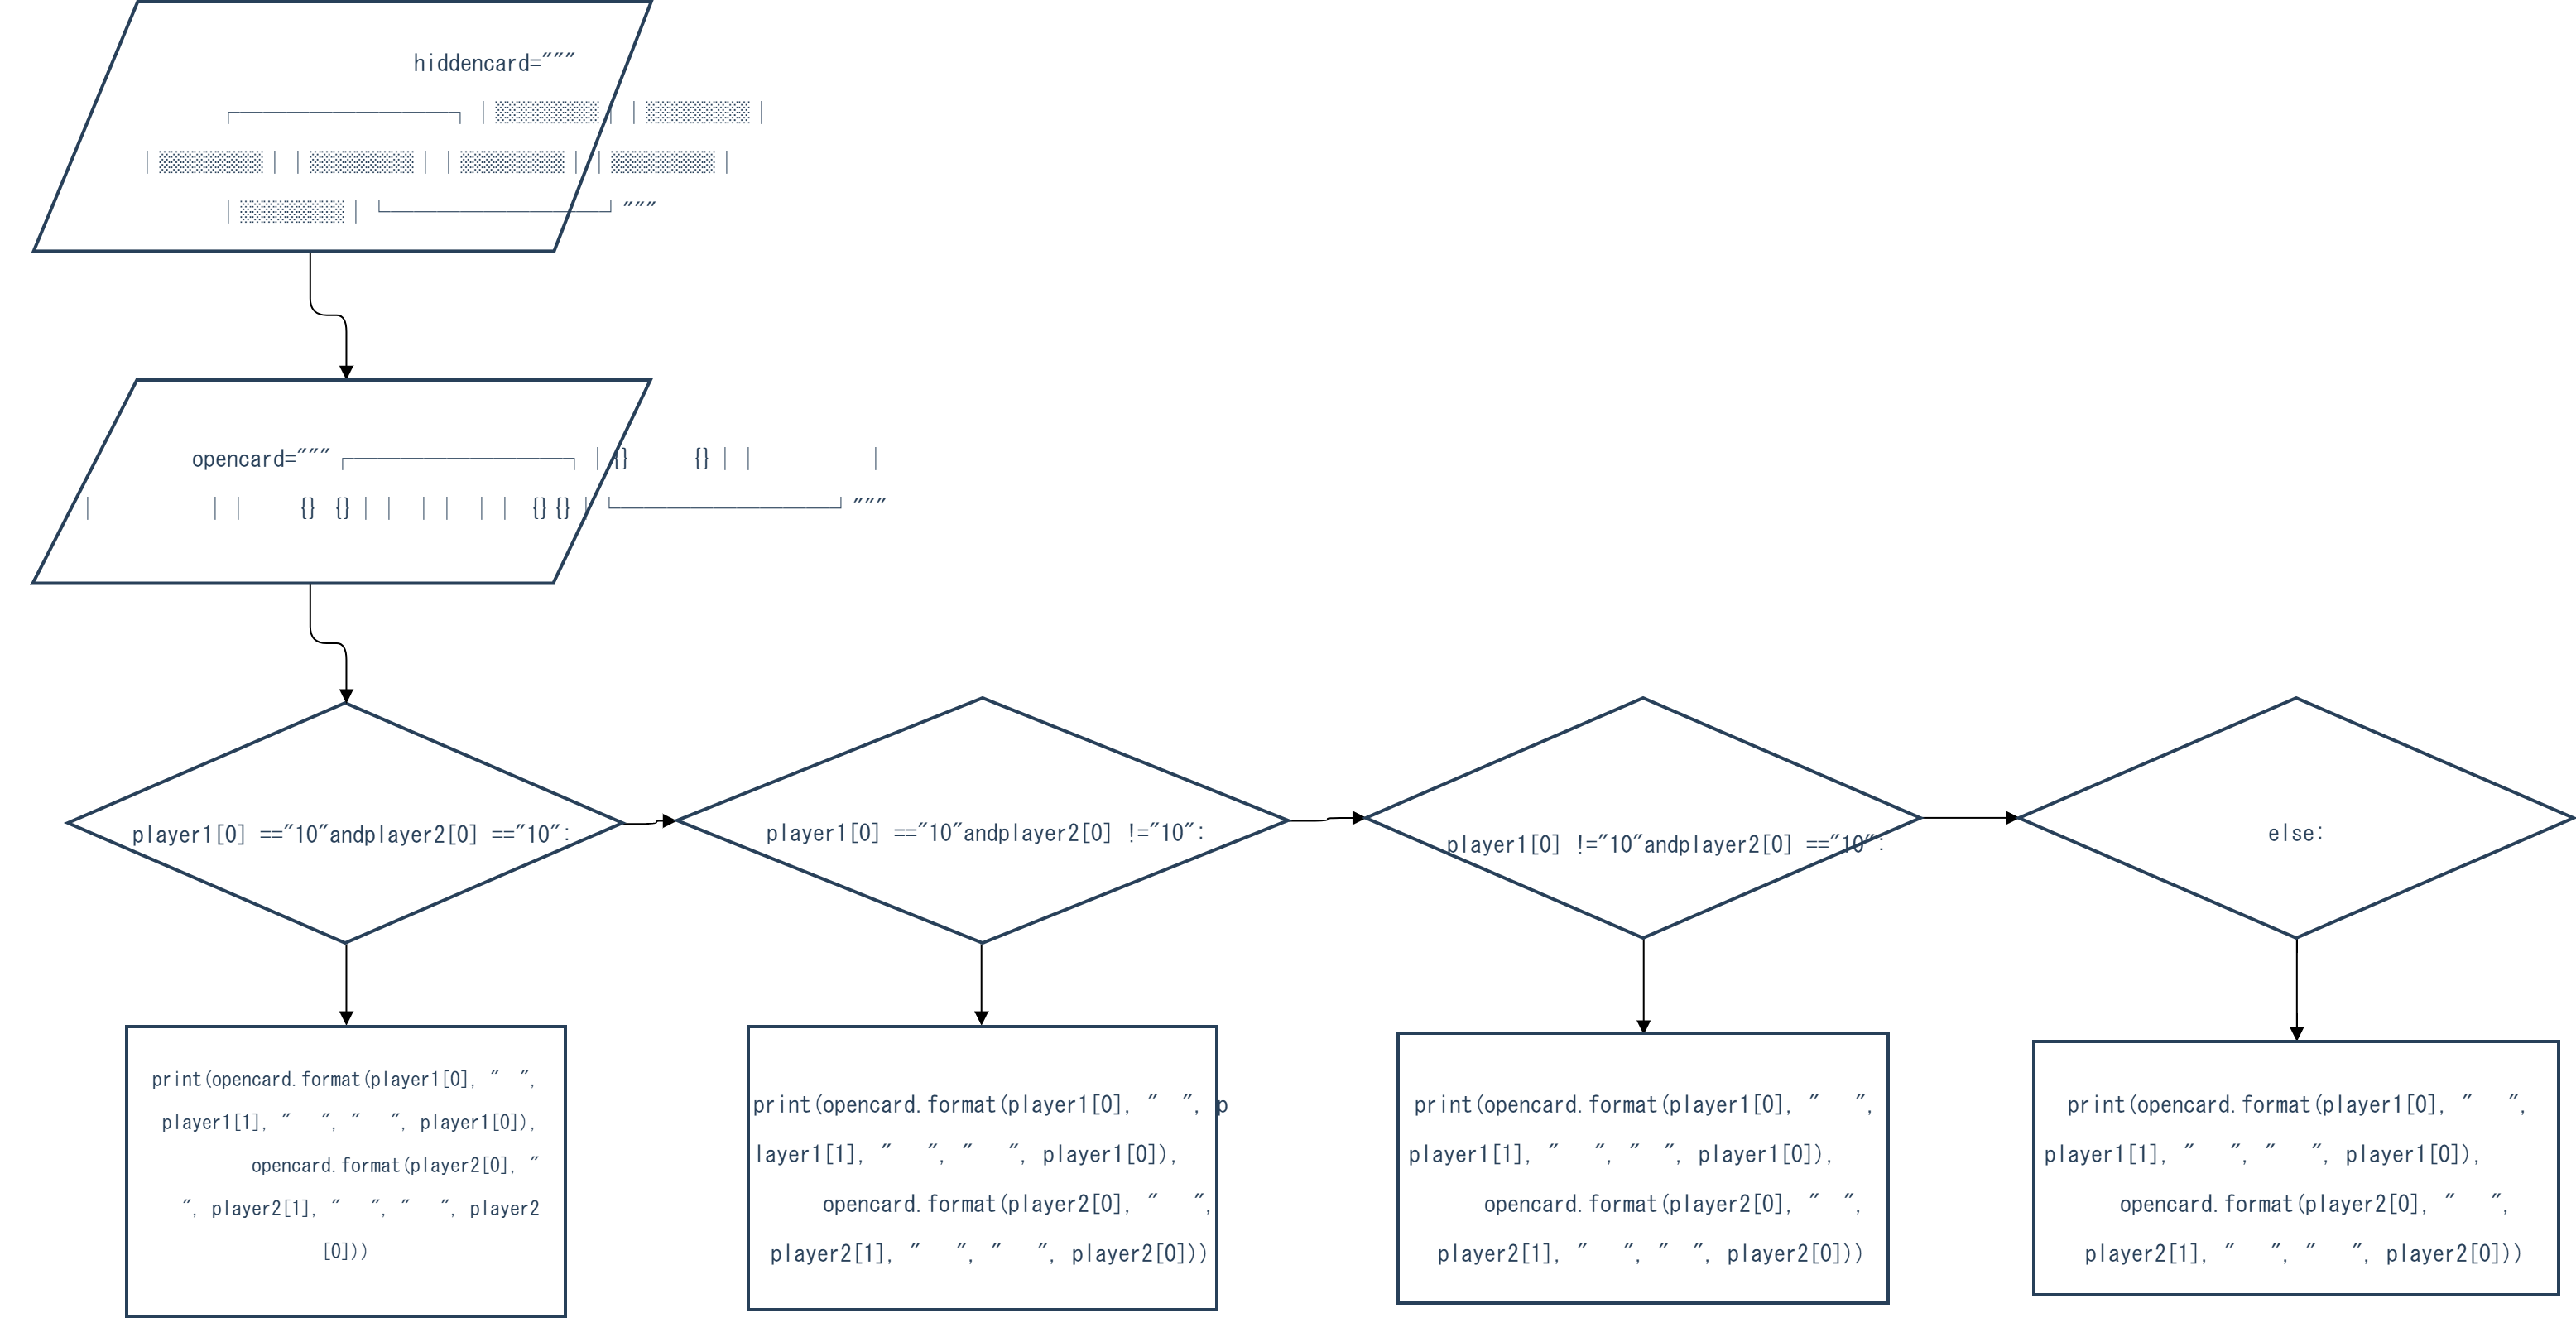 hiddencard="""
┌──────────┐ │░░░░░░░░░│ │░░░░░░░░░│
│░░░░░░░░░│ │░░░░░░░░░│ │░░░░░░░░░│ │░░░░░░░░░│
│░░░░░░░░░│ └──────────┘"""
opencard="""┌──────────┐ │{}      {}│ │          │
│          │ │     {}  {}│ │  │ │  │ │  {}{}│ └──────────┘"""
player1[0] =="10"andplayer2[0] =="10":
player1[0] =="10"andplayer2[0] !="10":
player1[0] !="10"andplayer2[0] =="10":
else:
print(opencard.format(player1[0], "  ",
player1[1], "   ", "   ", player1[0]),
opencard.format(player2[0], "
", player2[1], "   ", "   ", player2
[0]))
print(opencard.format(player1[0], "  ", p
layer1[1], "   ", "   ", player1[0]),
opencard.format(player2[0], "   ",
player2[1], "   ", "   ", player2[0]))
print(opencard.format(player1[0], "   ",
player1[1], "   ", "  ", player1[0]),
opencard.format(player2[0], "  ",
player2[1], "   ", "  ", player2[0]))
print(opencard.format(player1[0], "   ",
player1[1], "   ", "   ", player1[0]),
opencard.format(player2[0], "   ",
player2[1], "   ", "   ", player2[0]))